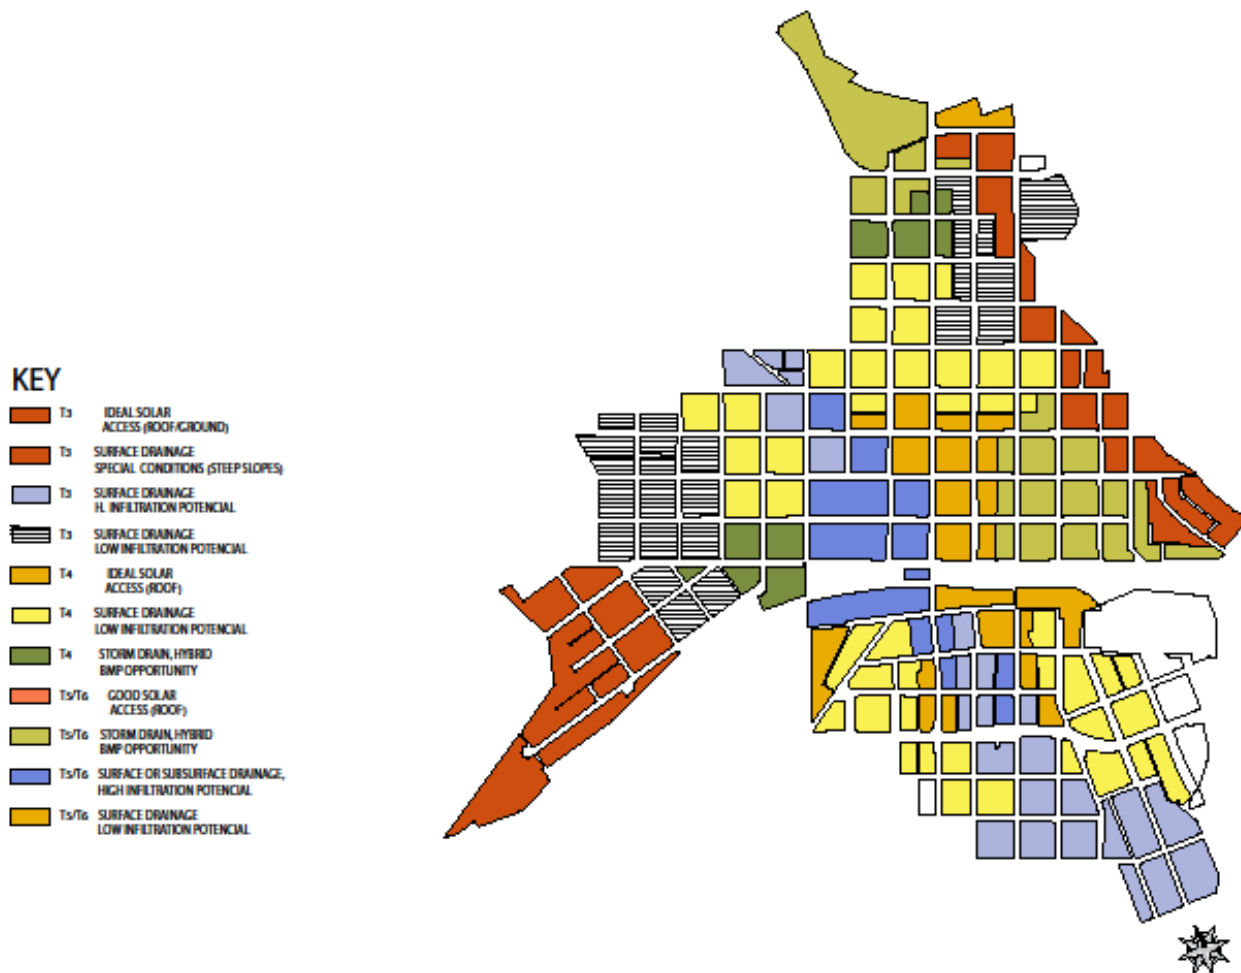 KEY
T3 IDEAL SOLAR
ACCESS (ROOF/GROUND)
T3 SURFACE DRAINAGE
SPECIAL CONDITIONS (STEEP SLOPES)
T3 SURFACE DRAINAGE
H. INFILTRATION POTENCIAL
T3 SURFACE DRAINAGE
LOW INFILTRATION POTENCIAL
T4 IDEAL SOLAR
ACCESS (ROOF)
T4 SURFACE DRAINAGE
LOW INFILTRATION POTENCIAL
T4 STORM DRAIN, HYBRID
BMP OPPORTUNITY
T5/T6 GOOD SOLAR
ACCESS (ROOF)
T5/T6 STORM DRAIN, HYBRID
BMP OPPORTUNITY
T5/T6 SURFACE OR SUBSURFACE DRAINAGE,
HIGH INFILTRATION POTENCIAL
T5/T6 SURFACE DRAINAGE
LOW INFILTRATION POTENCIAL